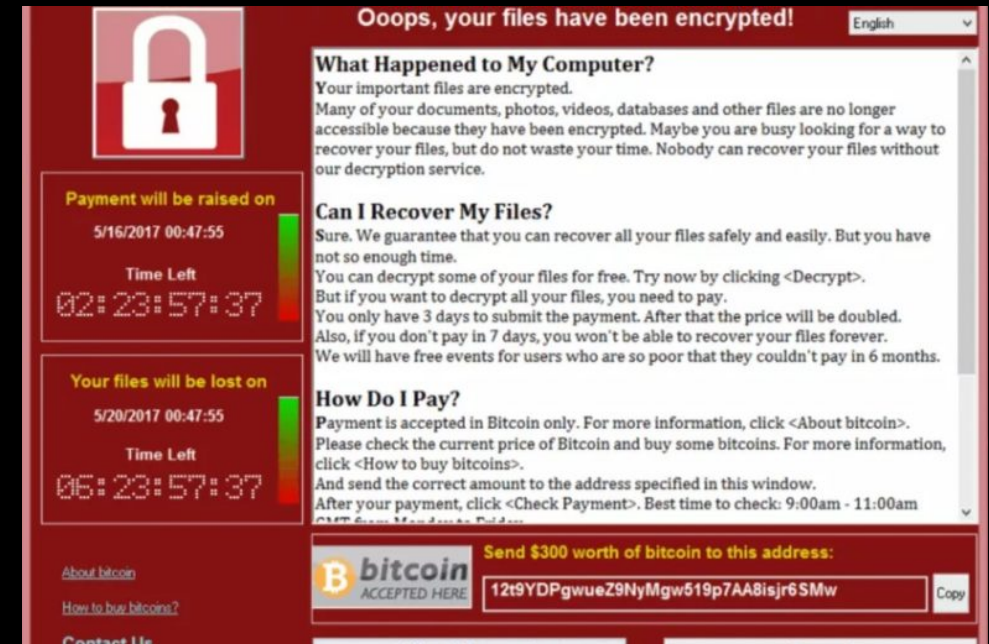 Ooops, your files have been encrypted!
English
What Happened to My Computer?
Your important files are encrypted.
Many of your documents, photos, videos, databases and other files are no longer
accessible because they have been encrypted. Maybe you are busy looking for a way to
recover your files, but do not waste your time. Nobody can recover your files without
our decryption service.
Can I Recover My Files?
Sure. We guarantee that you can recover all your files safely and easily. But you have
not so enough time.
You can decrypt some of your files for free. Try now by clicking <Decrypt>.
But if you want to decrypt all your files, you need to pay.
You only have 3 days to submit the payment. After that the price will be doubled.
Also, if you don't pay in 7 days, you won't be able to recover your files forever.
We will have free events for users who are so poor that they couldn't pay in 6 months.
How Do I Pay?
Payment is accepted in Bitcoin only. For more information, click <About bitcoin>.
Please check the current price of Bitcoin and buy some bitcoins. For more information,
click <How to buy bitcoins>.
And send the correct amount to the address specified in this window.
After your payment, click <Check Payment>. Best time to check: 9:00am - 11:00am
GMT from Monday to Friday.
Payment will be raised on
5/16/2017 00:47:55
Time Left
02:23:57:37
Your files will be lost on
5/20/2017 00:47:55
Time Left
06:23:57:37
About bitcoin
How to buy bitcoins?
Contact Us
bitcoin
ACCEPTED HERE
Send $300 worth of bitcoin to this address:
12t9YDPgwueZ9NyMgw519p7AA8isjr6SMw
Copy